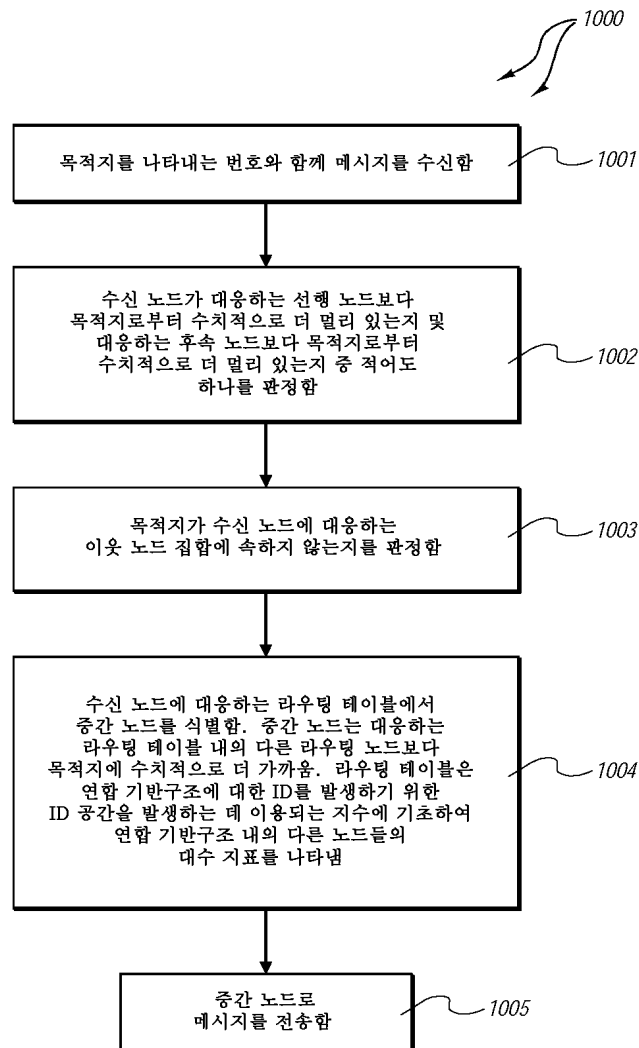 1000
목적지를 나타내는 번호와 함께 메시지를 수신함
1001
수신 노드가 대응하는 선행 노드보다
목적지로부터 수치적으로 더 멀리 있는지 및
대응하는 후속 노드보다 목적지로부터
수치적으로 더 멀리 있는지 중 적어도
하나를 판정함
1002
목적지가 수신 노드에 대응하는
이웃 노드 집합에 속하지 않는지를 판정함
1003
수신 노드에 대응하는 라우팅 테이블에서
중간 노드를 식별함. 중간 노드는 대응하는
라우팅 테이블 내의 다른 라우팅 노드보다
목적지에 수치적으로 더 가까움. 라우팅 테이블은
연합 기반구조에 대한 ID를 발생하기 위한
ID 공간을 발생하는 데 이용되는 지수에 기초하여
연합 기반구조 내의 다른 노드들의
대수 지표를 나타냄
1004
중간 노드로
메시지를 전송함
1005